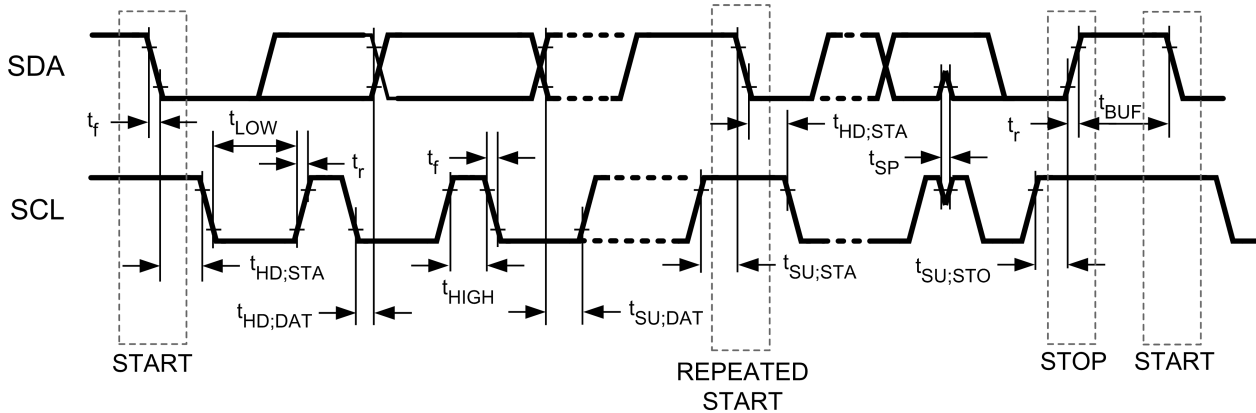 SDA
t_f
t_LOW
t_r
t_f
t_HD;STA
t_SP
t_r
t_BUF
SCL
t_HD;STA
t_HIGH
t_SU;STA
t_SU;STO
t_HD;DAT
t_SU;DAT
START
REPEATED
START
STOP
START